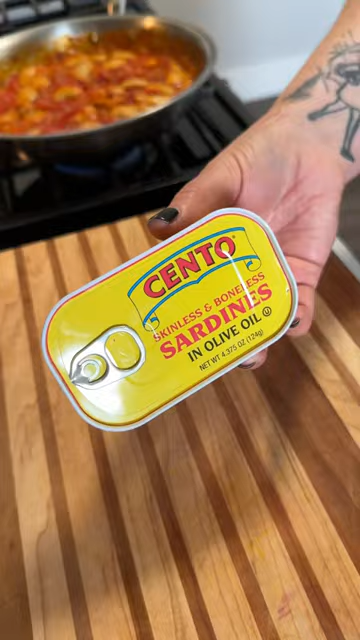 CENTO®
SKINLESS & BONELESS
SARDINES
IN OLIVE OIL Ⓤ
NET WT 4.375 OZ (124g)